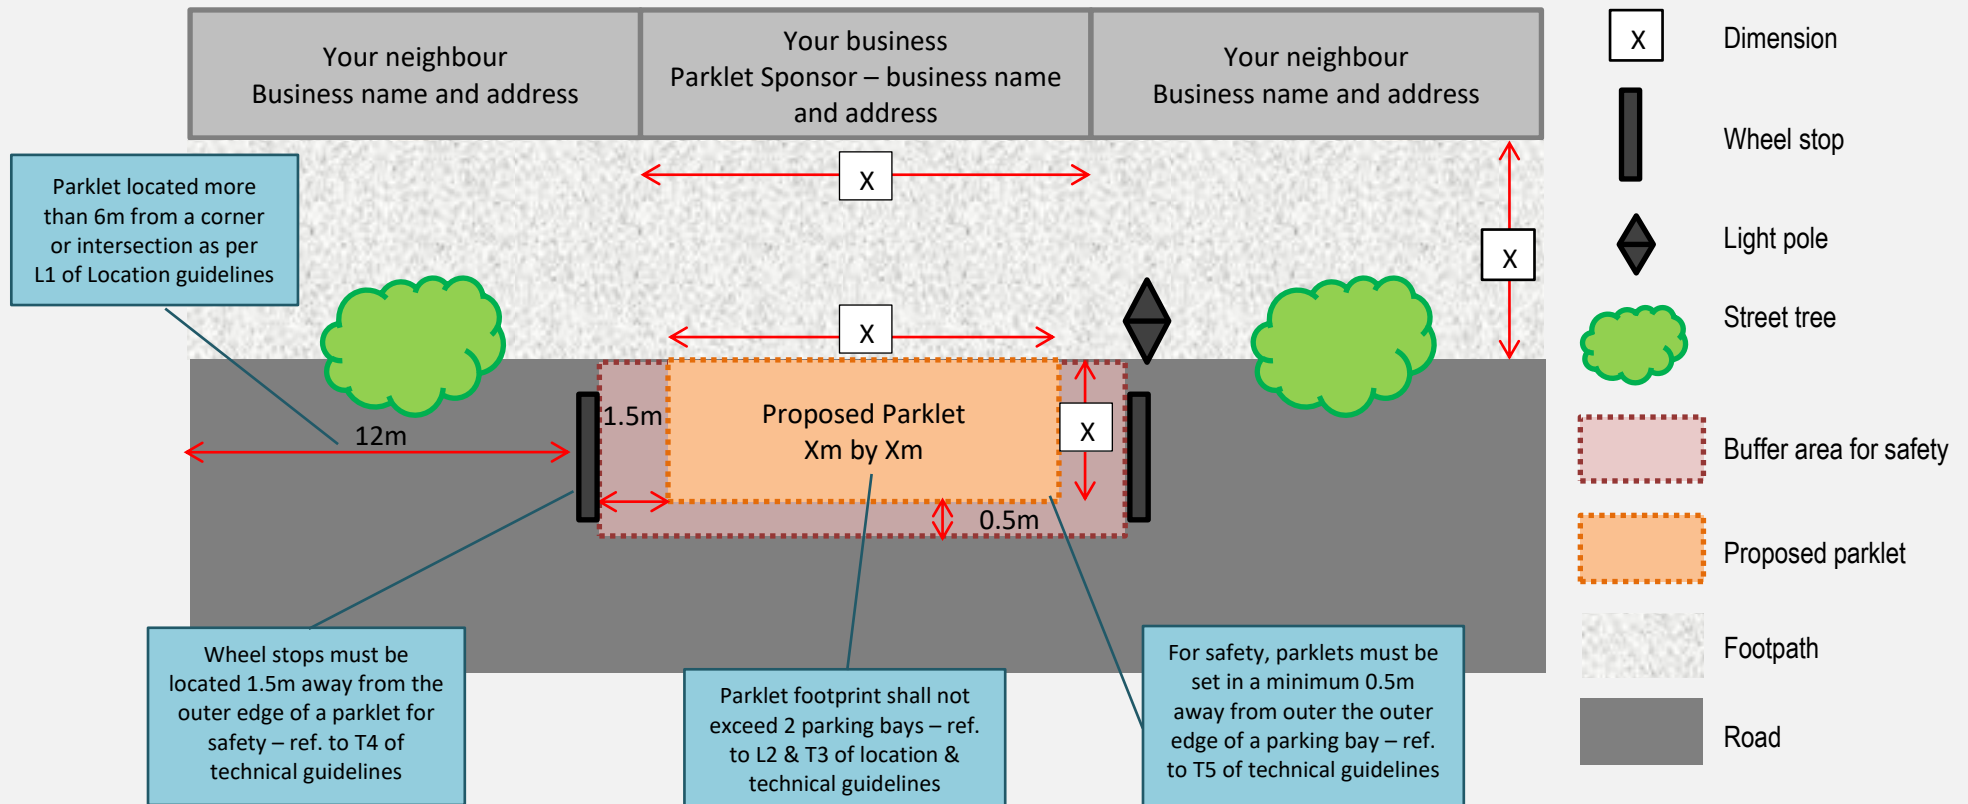 Your neighbour
Business name and address
Your business
Parklet Sponsor – business name
and address
Your neighbour
Business name and address
X
X
X
X
Parklet located more
than 6m from a corner
or intersection as per
L1 of Location guidelines
12m
1.5m
Proposed Parklet
Xm by Xm
0.5m
Wheel stops must be
located 1.5m away from the
outer edge of a parklet for
safety – ref. to T4 of
technical guidelines
Parklet footprint shall not
exceed 2 parking bays – ref.
to L2 & T3 of location &
technical guidelines
For safety, parklets must be
set in a minimum 0.5m
away from outer the outer
edge of a parking bay – ref.
to T5 of technical guidelines
X
Dimension
Wheel stop
Light pole
Street tree
Buffer area for safety
Proposed parklet
Footpath
Road